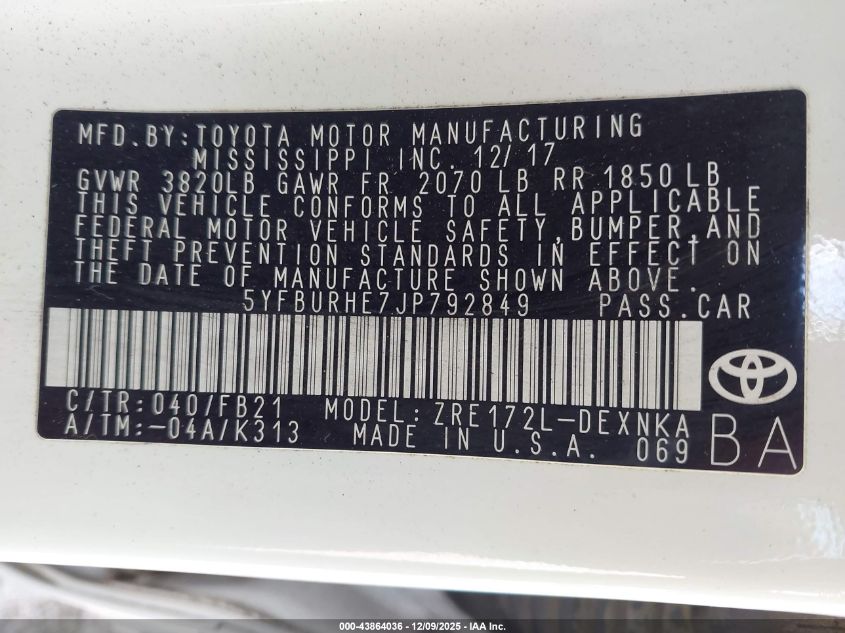 MFD.BY:TOYOTA MOTOR MANUFACTURING
MISSISSIPPI INC. 12/17
GVWR 3820LB GAWR FR 2070 LB RR 1850 LB
THIS VEHICLE CONFORMS TO ALL APPLICABLE
FEDERAL MOTOR VEHICLE SAFETY,BUMPER,AND
THEFT PREVENTION STANDARDS IN EFFECT ON
THE DATE OF MANUFACTURE SHOWN ABOVE.
5YFBURHE7JP792849 PASS.CAR
C/TR:040/FB21 MODEL:ZRE172L-DEXNKA
A/TM:-04A/K313 MADE IN U.S.A. 069
BA
000-43864036 - 12/09/2025 - IAA Inc.